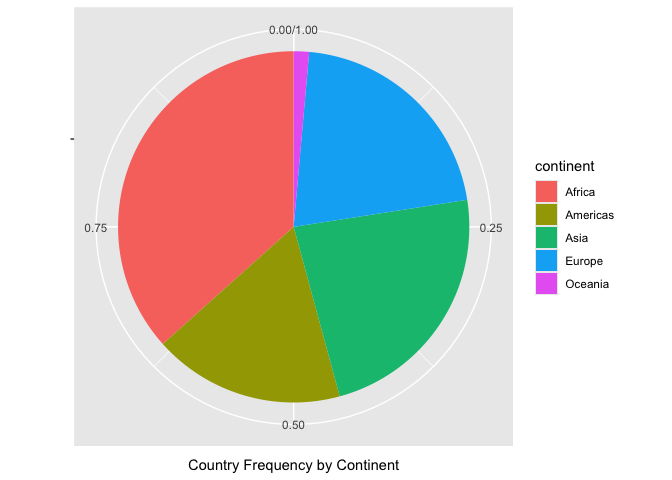 0.00/1.00
continent
Africa
Americas
Asia
Europe
Oceania
0.75
0.25
0.50
Country Frequency by Continent